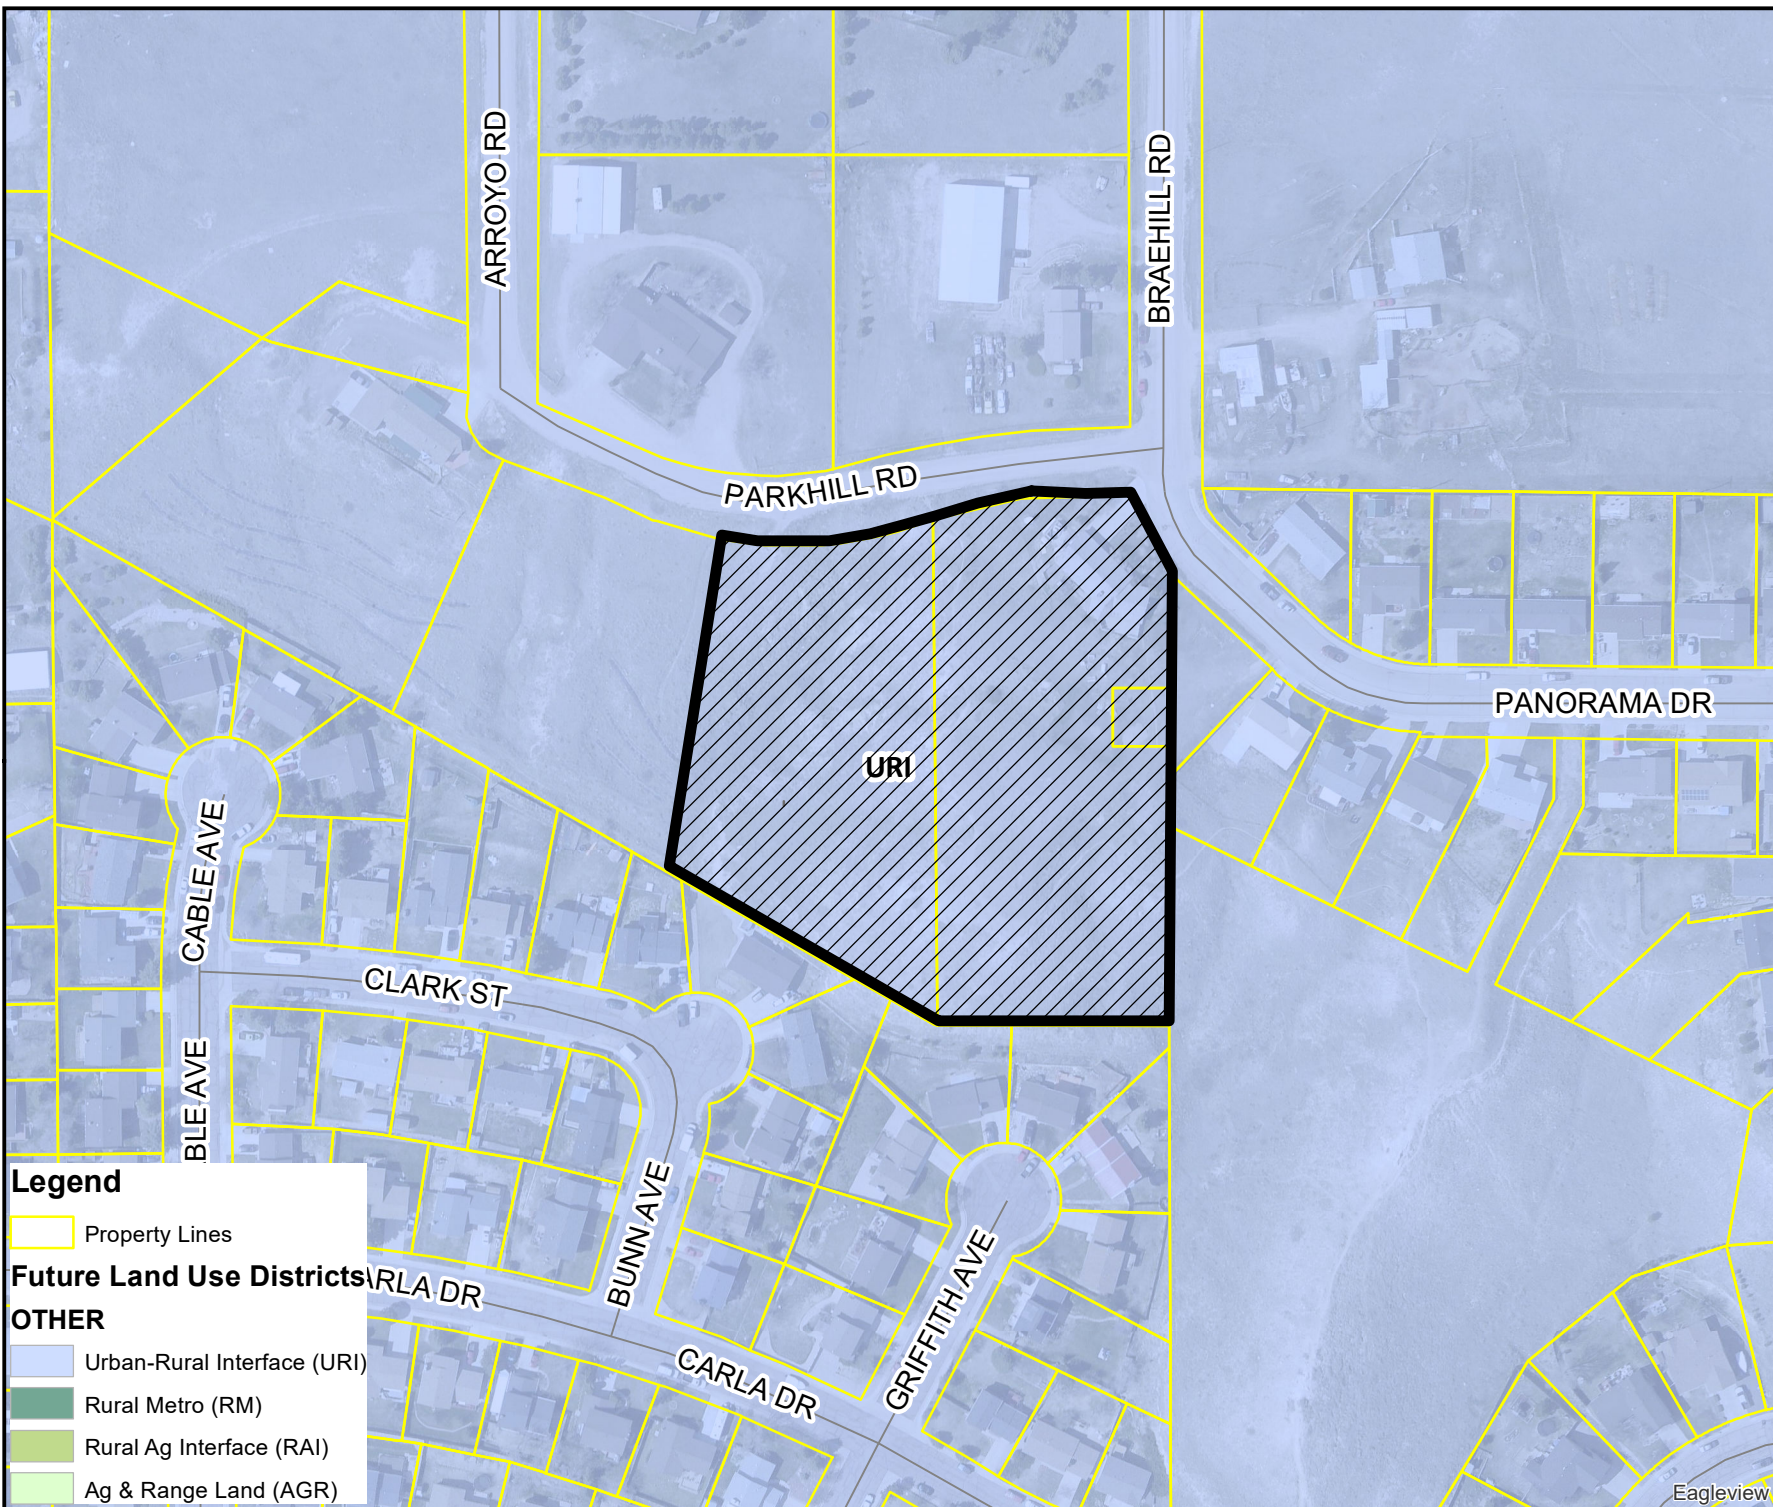 ARROYO RD
BRAEHILL RD
PARKHILL RD
PANORAMA DR
URI
CABLE AVE
CLARK ST
BLE AVE
BUNN AVE
GRIFFITH AVE
ARLA DR
CARLA DR
Legend
Property Lines
Future Land Use Districts
OTHER
Urban-Rural Interface (URI)
Rural Metro (RM)
Rural Ag Interface (RAI)
Ag & Range Land (AGR)
Eagleview